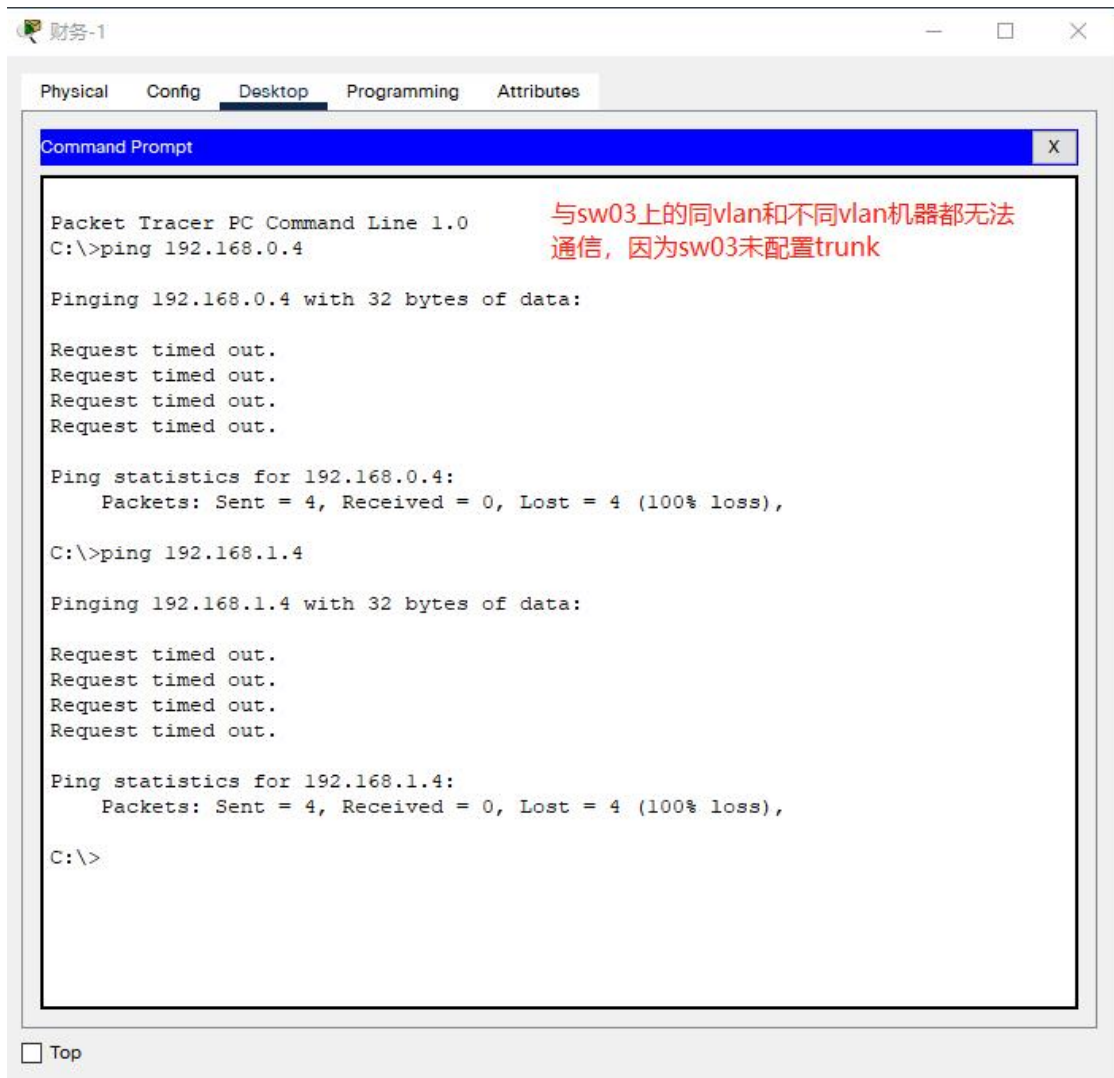 财务-1
Physical Config Desktop Programming Attributes
Command Prompt
X
Packet Tracer PC Command Line 1.0
C:\>ping 192.168.0.4
与sw03上的同vlan和不同vlan机器都无法
通信，因为sw03未配置trunk
Pinging 192.168.0.4 with 32 bytes of data:
Request timed out.
Request timed out.
Request timed out.
Request timed out.
Ping statistics for 192.168.0.4:
Packets: Sent = 4, Received = 0, Lost = 4 (100% loss),
C:\>ping 192.168.1.4
Pinging 192.168.1.4 with 32 bytes of data:
Request timed out.
Request timed out.
Request timed out.
Request timed out.
Ping statistics for 192.168.1.4:
Packets: Sent = 4, Received = 0, Lost = 4 (100% loss),
C:\>
Top